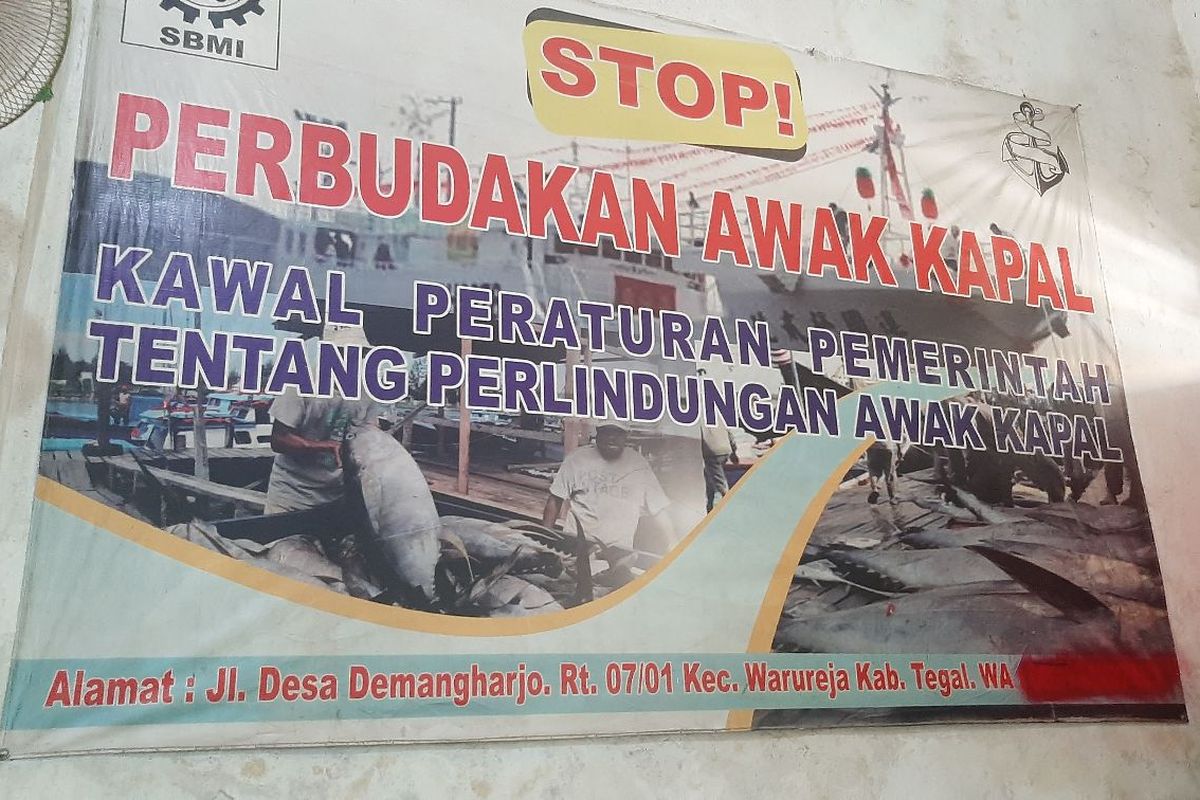 SBMI
STOP!
PERBUDAKAN AWAK KAPAL
KAWAL PERATURAN PEMERINTAH
TENTANG PERLINDUNGAN AWAK KAPAL
Alamat : Jl. Desa Demangharjo. Rt. 07/01 Kec. Warureja Kab. Tegal. WA